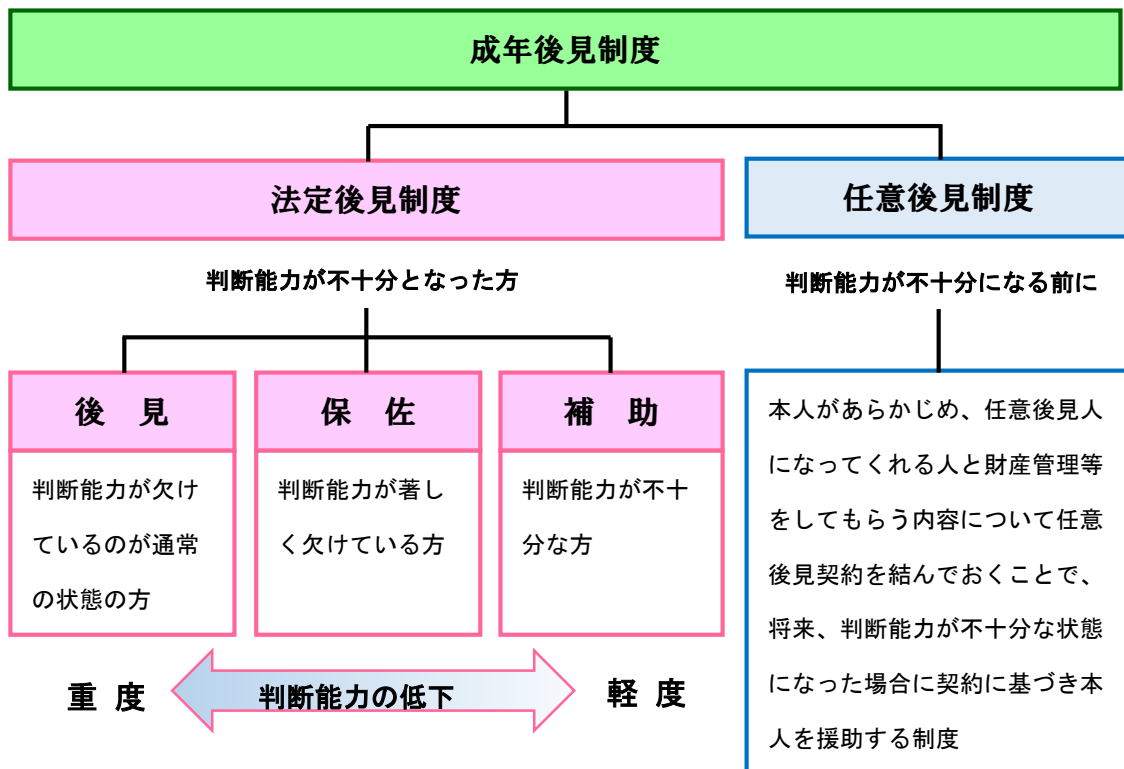 成年後見制度
法定後見制度
任意後見制度
判断能力が不十分となった方
判断能力が不十分になる前に
後 見
保 佐
補 助
判断能力が欠け
ているのが通常
の状態の方
判断能力が著し
く欠けている方
判断能力が不十
分な方
本人があらかじめ、任意後見人
になってくれる人と財産管理等
をしてもらう内容について任意
後見契約を結んでおくことで、
将来、判断能力が不十分な状態
になった場合に契約に基づき本
人を援助する制度
重 度
判断能力の低下
軽 度